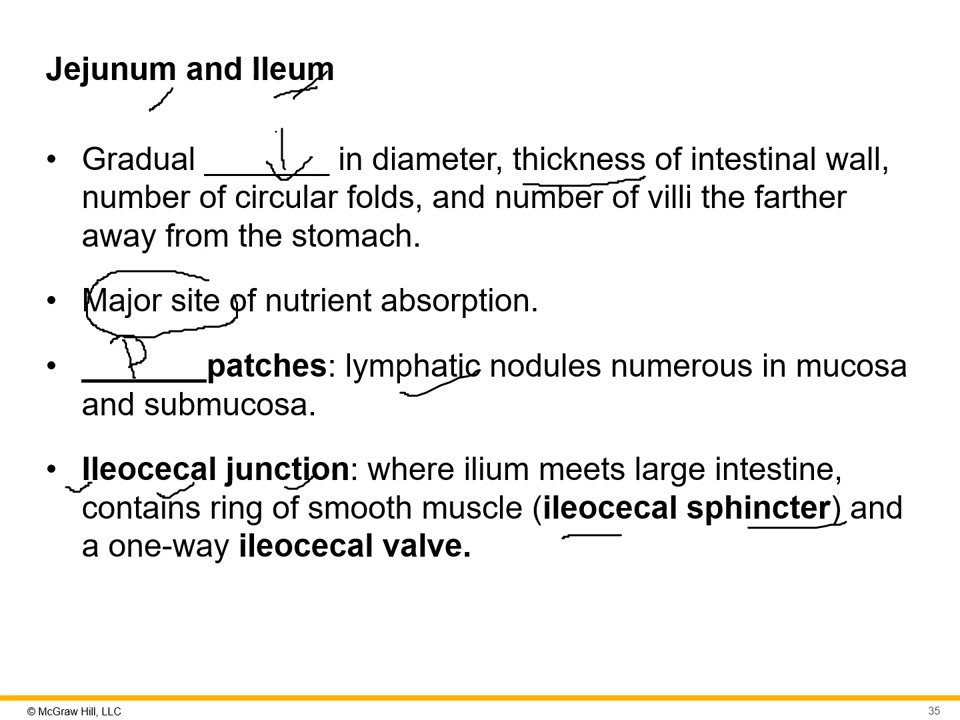 Jejunum and Ileum
• Gradual _______ in diameter, thickness of intestinal wall,
number of circular folds, and number of villi the farther
away from the stomach.
• Major site of nutrient absorption.
• P_______patches: lymphatic nodules numerous in mucosa
and submucosa.
• Ileocecal junction: where ilium meets large intestine,
contains ring of smooth muscle (ileocecal sphincter) and
a one-way ileocecal valve.
© McGraw Hill, LLC
35